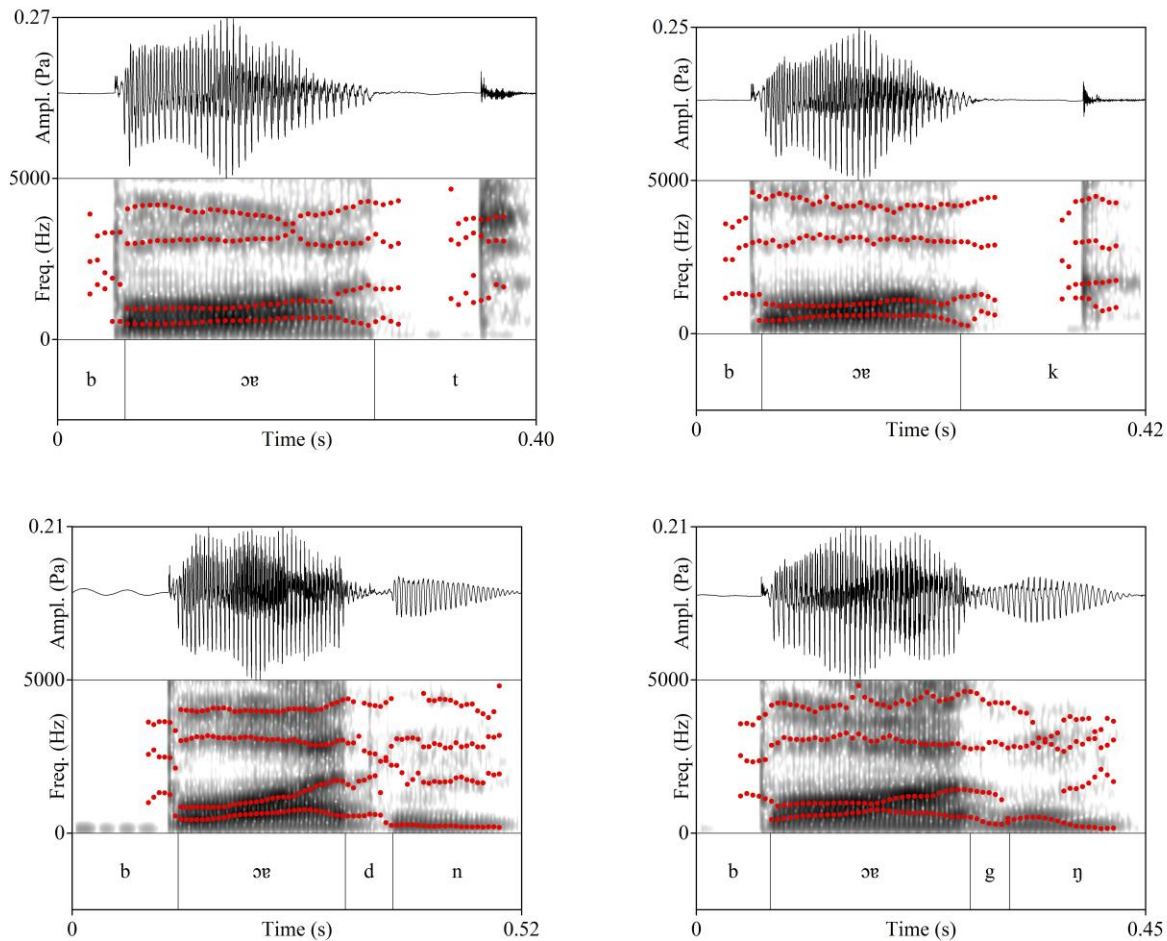 0.27
Ampl. (Pa)
5000
Freq. (Hz)
0
b ɔɐ t
0 Time (s) 0.40
0.25
Ampl. (Pa)
5000
Freq. (Hz)
0
b ɔɐ k
0 Time (s) 0.42
0.21
Ampl. (Pa)
5000
Freq. (Hz)
0
b ɔɐ d n
0 Time (s) 0.52
0.21
Ampl. (Pa)
5000
Freq. (Hz)
0
b ɔɐ g ŋ
0 Time (s) 0.45